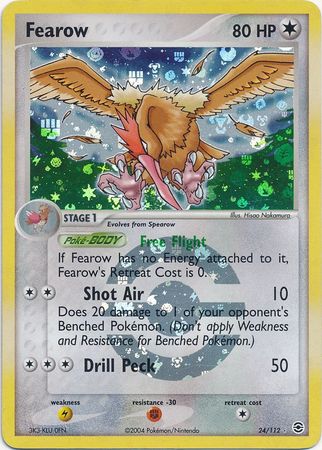 Fearow 80 HP
Illus. Hisao Nakamura
STAGE 1
Evolves from Spearow
Poké-BODY Free Flight
If Fearow has no Energy attached to it,
Fearow's Retreat Cost is 0.
Shot Air 10
Does 20 damage to 1 of your opponent's
Benched Pokémon. (Don't apply Weakness
and Resistance for Benched Pokémon.)
Drill Peck 50
weakness resistance -30 retreat cost
©2004 Pokémon/Nintendo 24/112